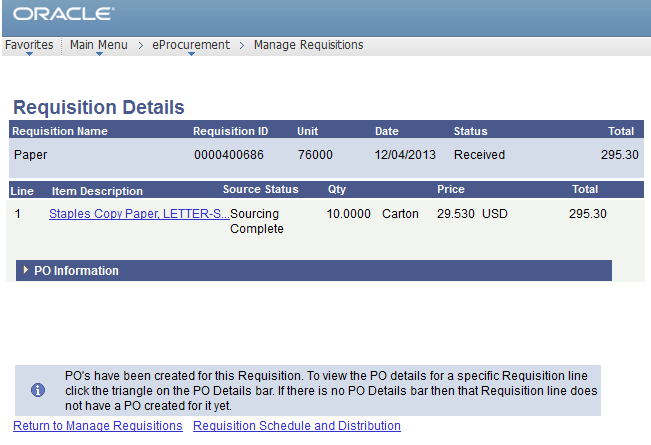 ORACLE
Favorites Main Menu > eProcurement > Manage Requisitions
Requisition Details
Requisition Name Requisition ID Unit Date Status Total
Paper 0000400686 76000 12/04/2013 Received 295.30
Line Item Description Source Status Qty Price Total
1 Staples Copy Paper, LETTER-S... Sourcing Complete 10.0000 Carton 29.530 USD 295.30
PO Information
PO's have been created for this Requisition. To view the PO details for a specific Requisition line
click the triangle on the PO Details bar. If there is no PO Details bar then that Requisition line does
not have a PO created for it yet.
Return to Manage Requisitions Requisition Schedule and Distribution